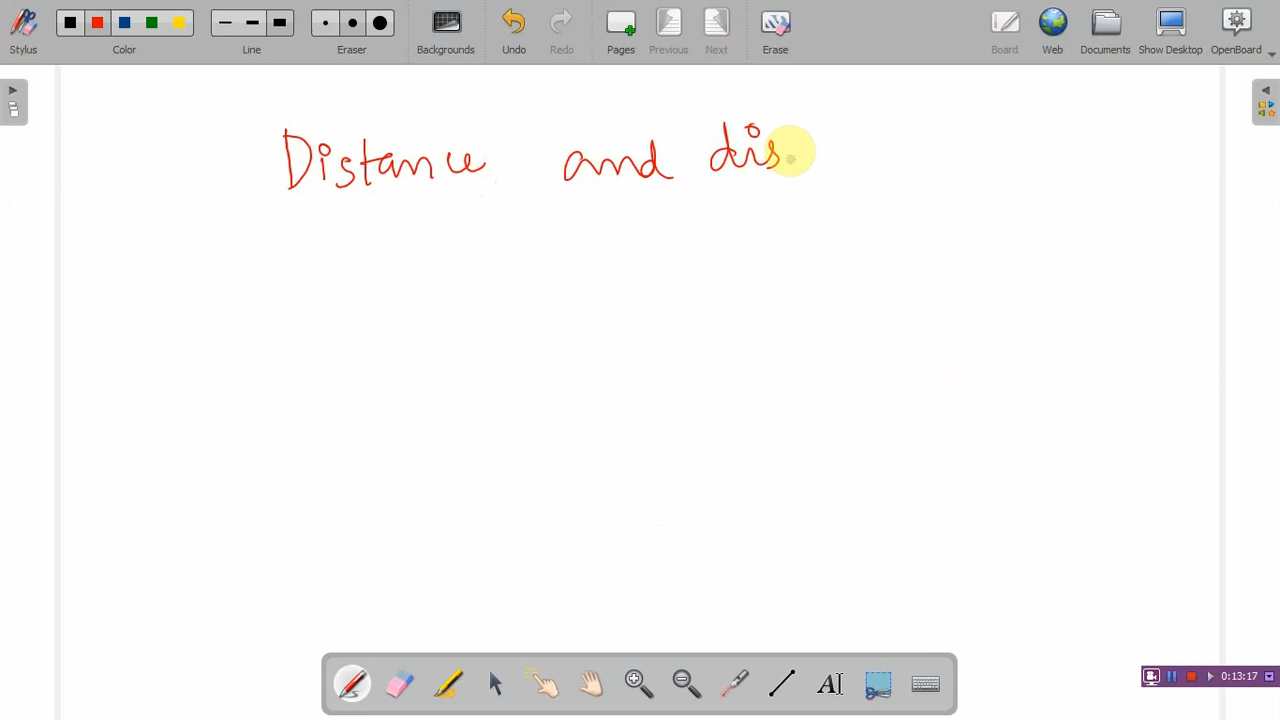 Stylus Color Line Eraser Backgrounds Undo Redo Pages Previous Next Erase Board Web Documents Show Desktop OpenBoard
Distance and dis
A
0:13:17